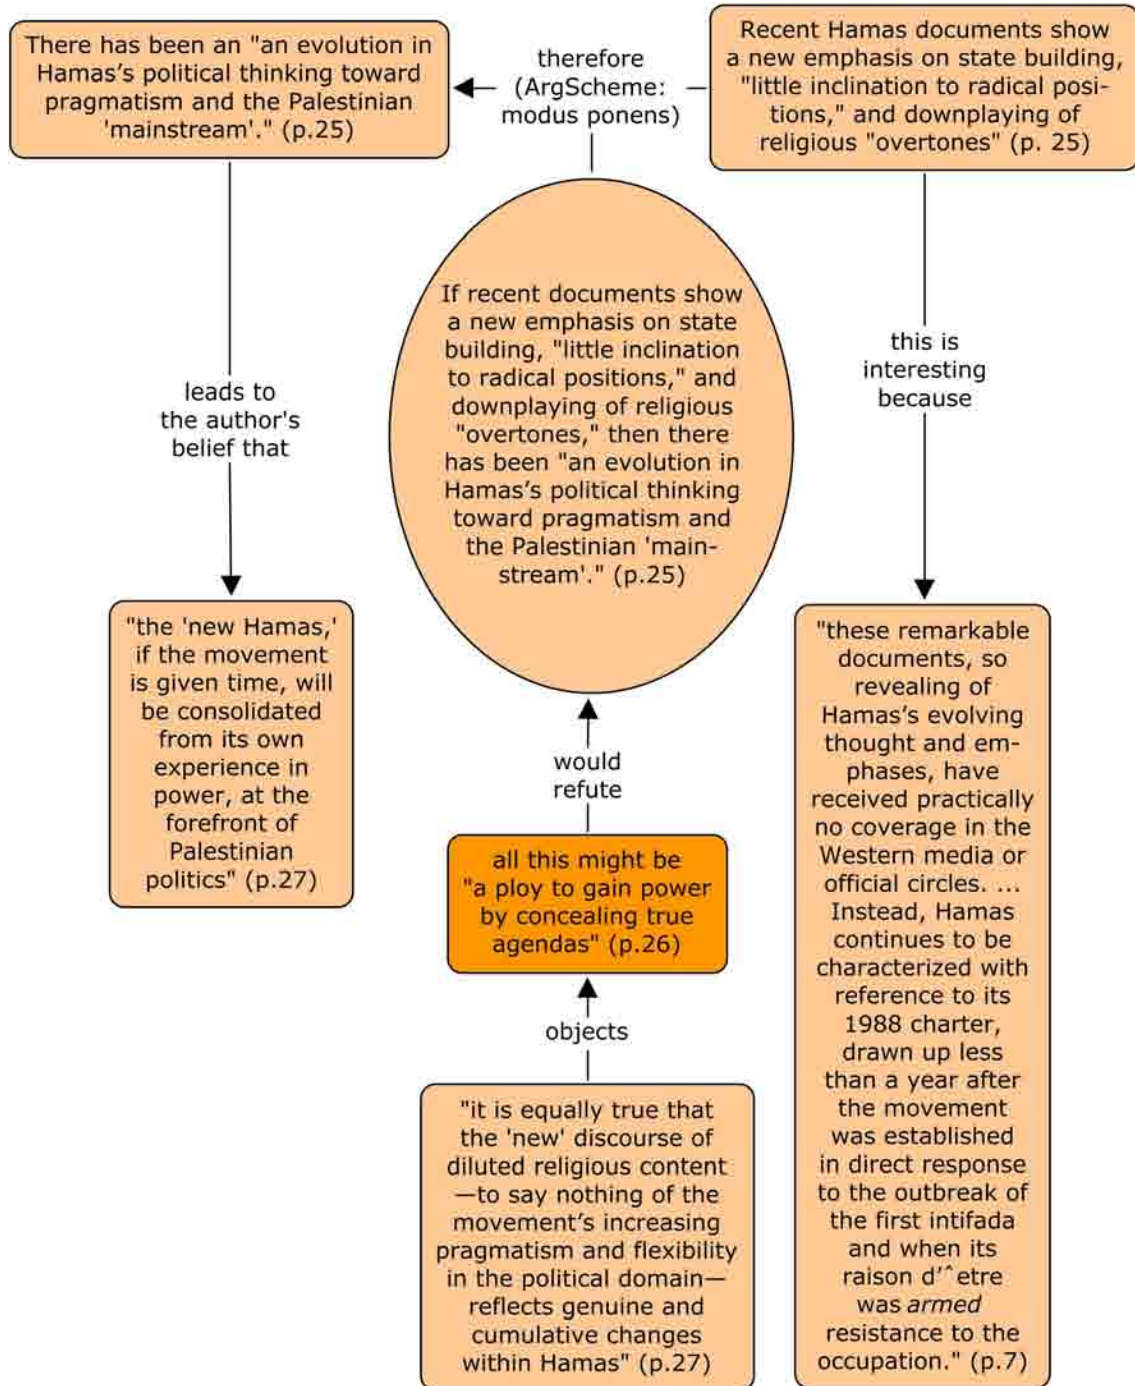 There has been an "an evolution in
Hamas's political thinking toward
pragmatism and the Palestinian
'mainstream'." (p.25)
therefore
(ArgScheme:
modus ponens)
Recent Hamas documents show
a new emphasis on state building,
"little inclination to radical posi-
tions," and downplaying of
religious "overtones" (p. 25)
leads to
the author's
belief that
If recent documents show
a new emphasis on state
building, "little inclination
to radical positions," and
downplaying of religious
"overtones," then there
has been "an evolution in
Hamas's political thinking
toward pragmatism and
the Palestinian 'main-
stream'." (p.25)
this is
interesting
because
"the 'new Hamas,'
if the movement
is given time, will
be consolidated
from its own
experience in
power, at the
forefront of
Palestinian
politics" (p.27)
would
refute
all this might be
"a ploy to gain power
by concealing true
agendas" (p.26)
objects
"it is equally true that
the 'new' discourse of
diluted religious content
—to say nothing of the
movement's increasing
pragmatism and flexibility
in the political domain—
reflects genuine and
cumulative changes
within Hamas" (p.27)
"these remarkable
documents, so
revealing of
Hamas's evolving
thought and em-
phases, have
received practically
no coverage in the
Western media or
official circles. ...
Instead, Hamas
continues to be
characterized with
reference to its
1988 charter,
drawn up less
than a year after
the movement
was established
in direct response
to the outbreak of
the first intifada
and when its
raison d'ˆetre
was armed
resistance to the
occupation." (p.7)